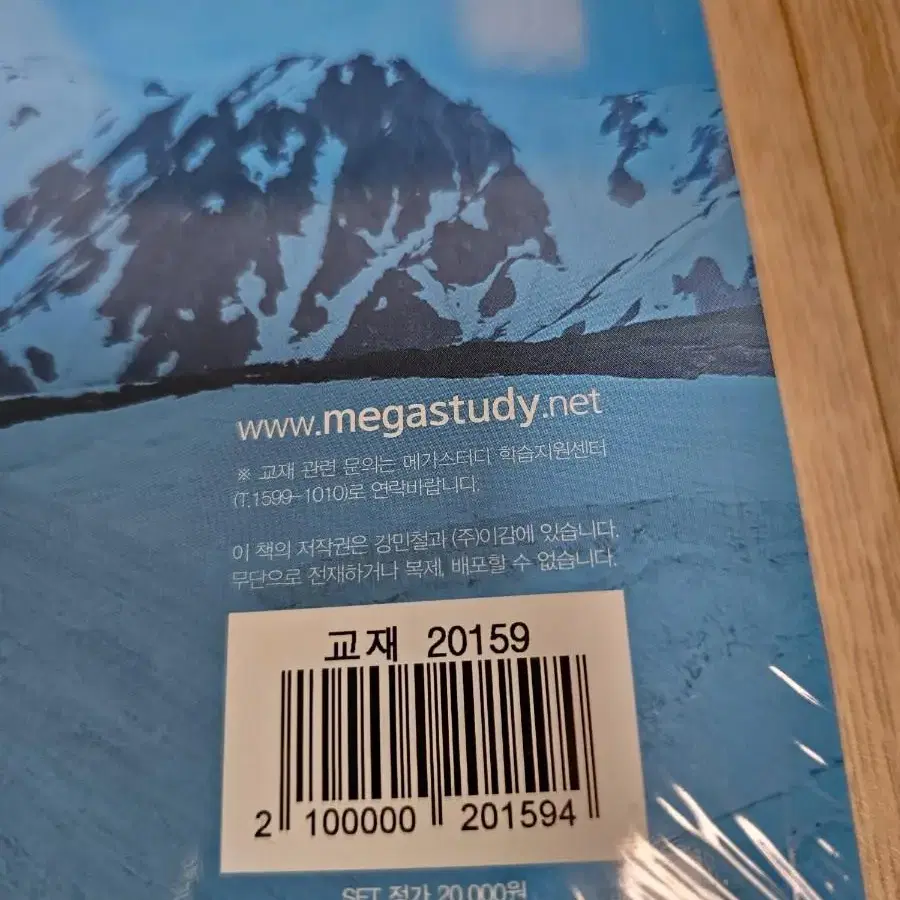 www.megastudy.net
※ 교재 관련 문의는 메가스터디 학습지원센터
(T.1599-1010)로 연락바랍니다.
이 책의 저작권은 강민철과 (주)이감에 있습니다.
무단으로 전재하거나 복제, 배포할 수 없습니다.
교재 20159
2 100000 201594
SET 정가 20,000원